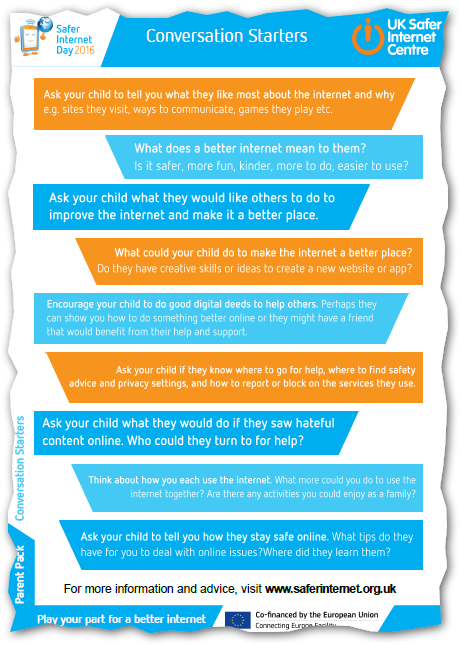 Safer
Internet
Day 2016
Conversation Starters
UK Safer
Internet
Centre
Ask your child to tell you what they like most about the internet and why
e.g. sites they visit, ways to communicate, games they play etc.
What does a better internet mean to them?
Is it safer, more fun, kinder, more to do, easier to use?
Ask your child what they would like others to do to
improve the internet and make it a better place.
What could your child do to make the internet a better place?
Do they have creative skills or ideas to create a new website or app?
Encourage your child to do good digital deeds to help others. Perhaps they
can show you how to do something better online or they might have a friend
that would benefit from their help and support.
Ask your child if they know where to go for help, where to find safety
advice and privacy settings, and how to report or block on the services they use.
Ask your child what they would do if they saw hateful
content online. Who could they turn to for help?
Think about how you each use the internet. What more could you do to use the
internet together? Are there any activities you could enjoy as a family?
Ask your child to tell you how they stay safe online. What tips do they
have for you to deal with online issues?Where did they learn them?
Conversation Starters
Parent Pack
For more information and advice, visit www.saferinternet.org.uk
Play your part for a better internet
Co-financed by the European Union
Connecting Europe Facility